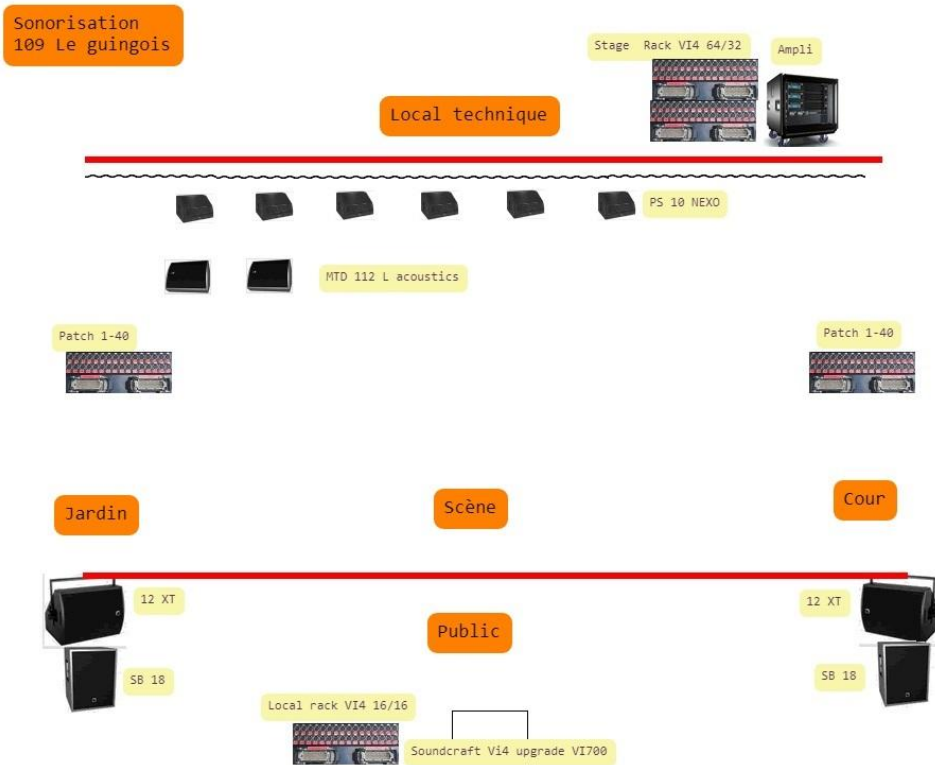 Sonorisation
109 Le guingois
Stage Rack VI4 64/32
Ampli
Local technique
PS 10 NEXO
MTD 112 L acoustics
Patch 1-40
Patch 1-40
Jardin
Scène
Cour
12 XT
12 XT
Public
SB 18
SB 18
Local rack VI4 16/16
Soundcraft Vi4 upgrade VI700